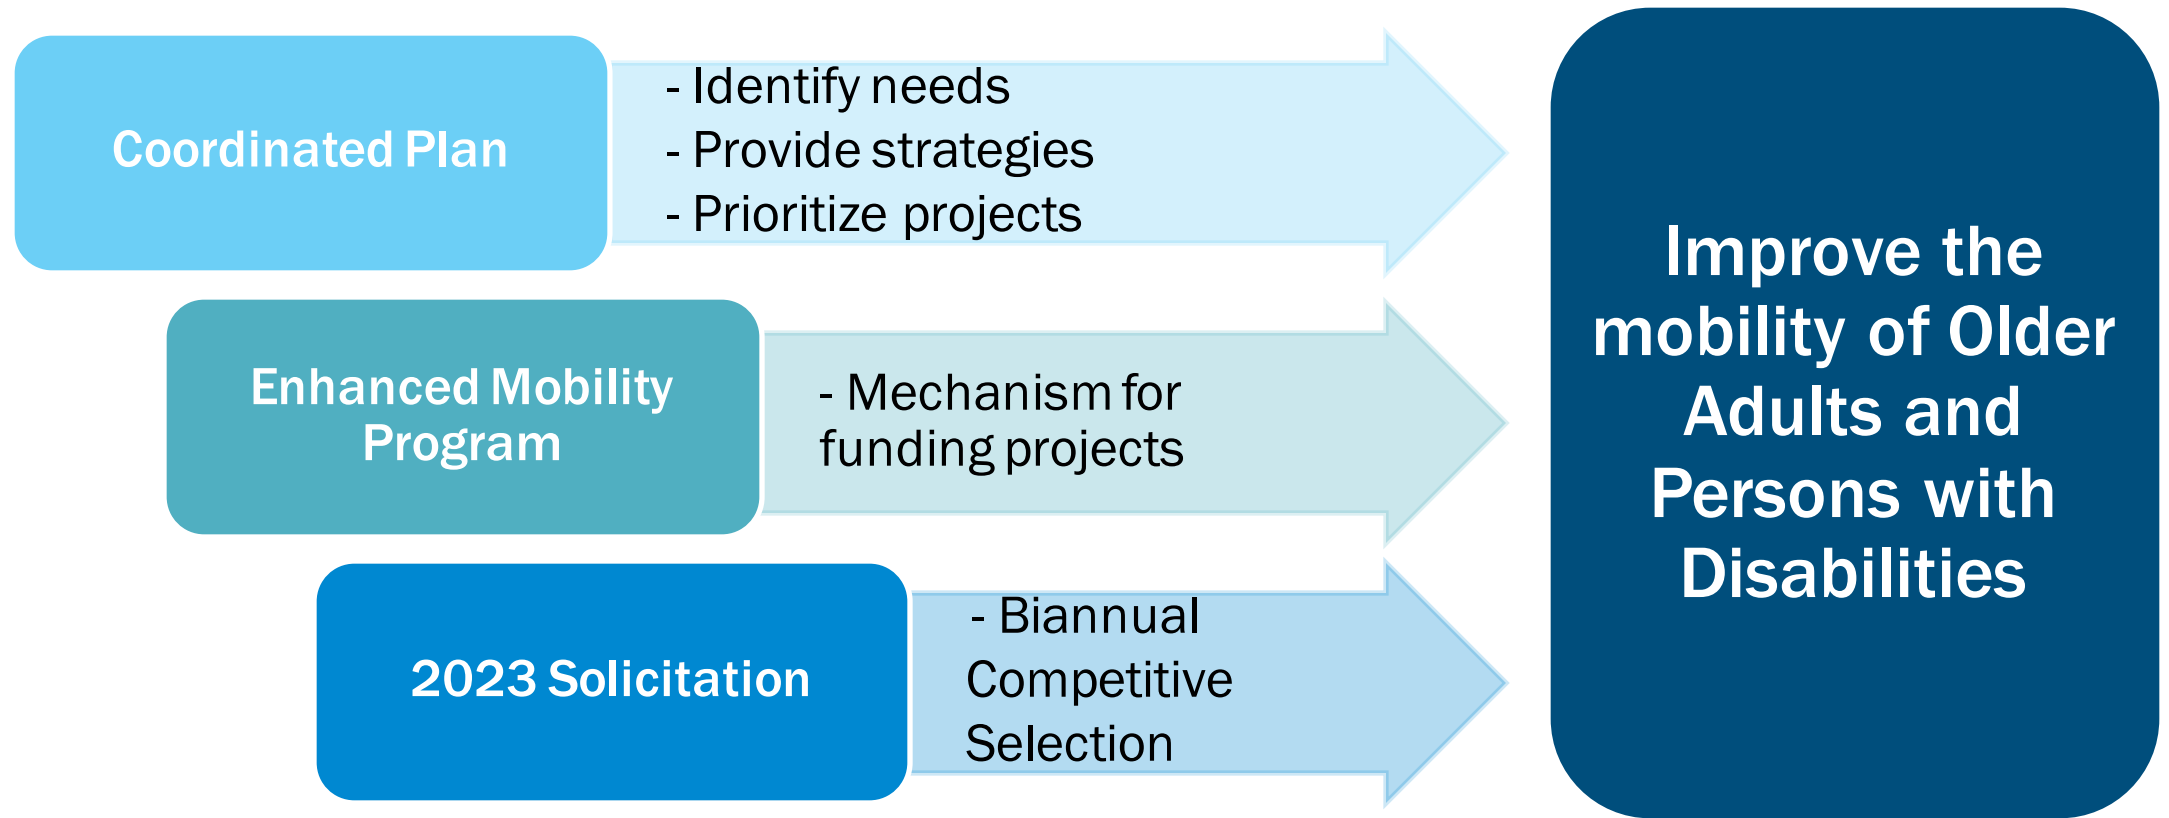 Coordinated Plan
- Identify needs
- Provide strategies
- Prioritize projects
Enhanced Mobility
Program
- Mechanism for
funding projects
2023 Solicitation
- Biannual
Competitive
Selection
Improve the
mobility of Older
Adults and
Persons with
Disabilities